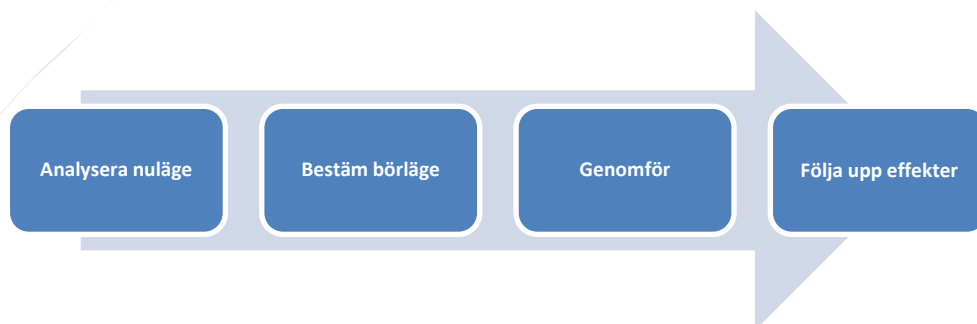 Analysera nuläge
Bestäm börläge
Genomför
Följa upp effekter